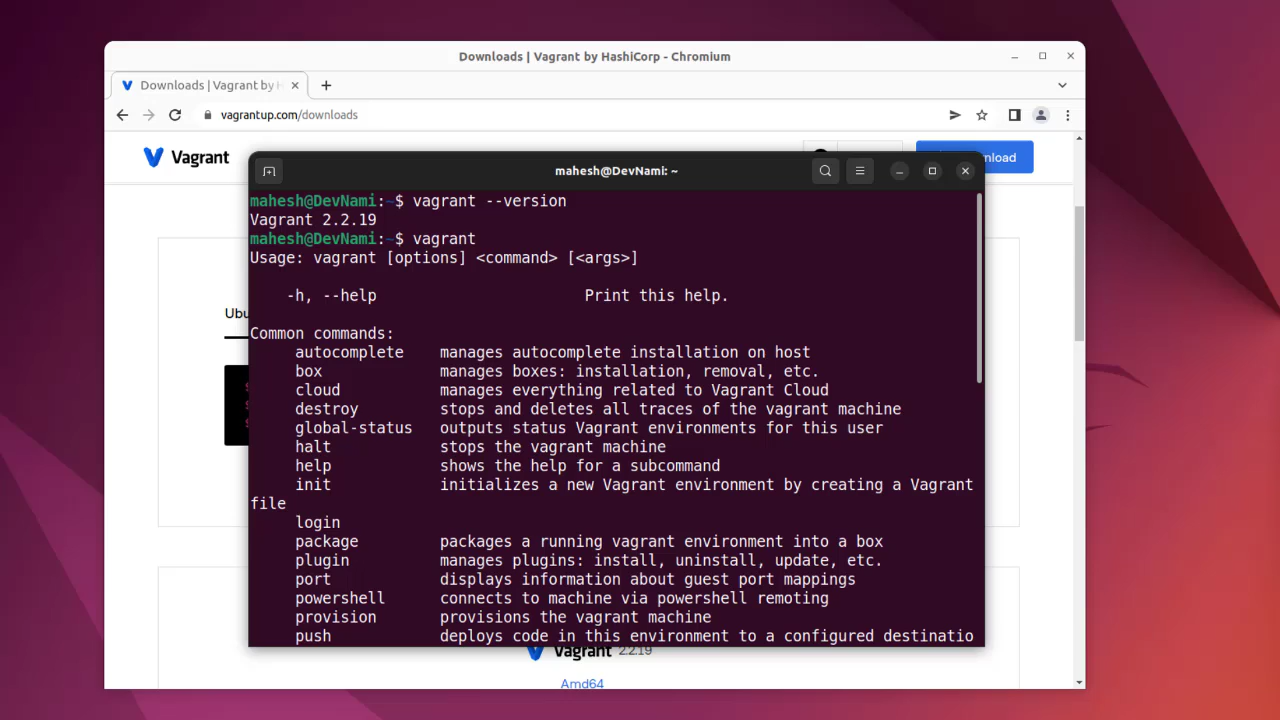 Downloads | Vagrant by HashiCorp - Chromium
Downloads | Vagrant by H
vagrantup.com/downloads
Vagrant
nload
mahesh@DevNami: ~
mahesh@DevNami:~$ vagrant --version
Vagrant 2.2.19
mahesh@DevNami:~$ vagrant
Usage: vagrant [options] <command> [<args>]
-h, --help Print this help.
Ubu
Common commands:
autocomplete manages autocomplete installation on host
box manages boxes: installation, removal, etc.
cloud manages everything related to Vagrant Cloud
destroy stops and deletes all traces of the vagrant machine
global-status outputs status Vagrant environments for this user
halt stops the vagrant machine
help shows the help for a subcommand
init initializes a new Vagrant environment by creating a Vagrant
file
login
package packages a running vagrant environment into a box
plugin manages plugins: install, uninstall, update, etc.
port displays information about guest port mappings
powershell connects to machine via powershell remoting
provision provisions the vagrant machine
push deploys code in this environment to a configured destinatio
Vagrant 2.2.19
Amd64